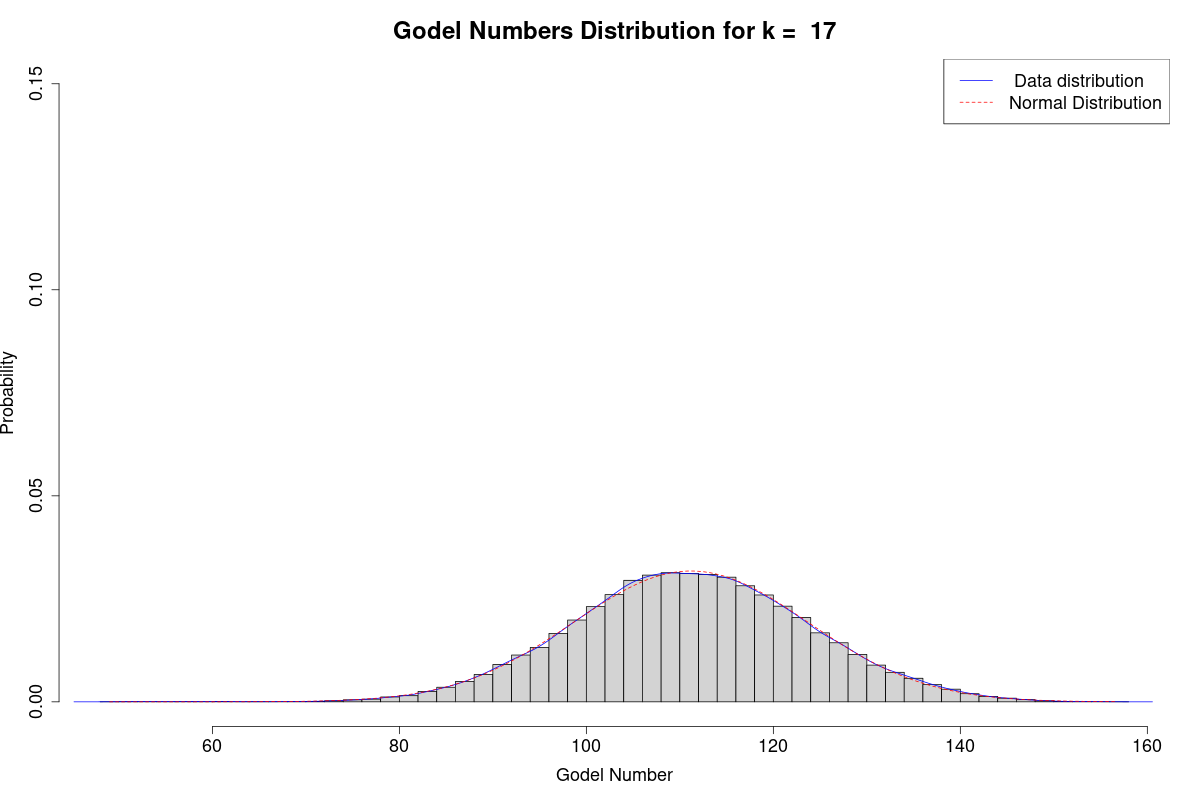 Godel Numbers Distribution for k =  17
Data distribution
Normal Distribution
0.15
0.10
0.05
0.00
Probability
60 80 100 120 140 160
Godel Number